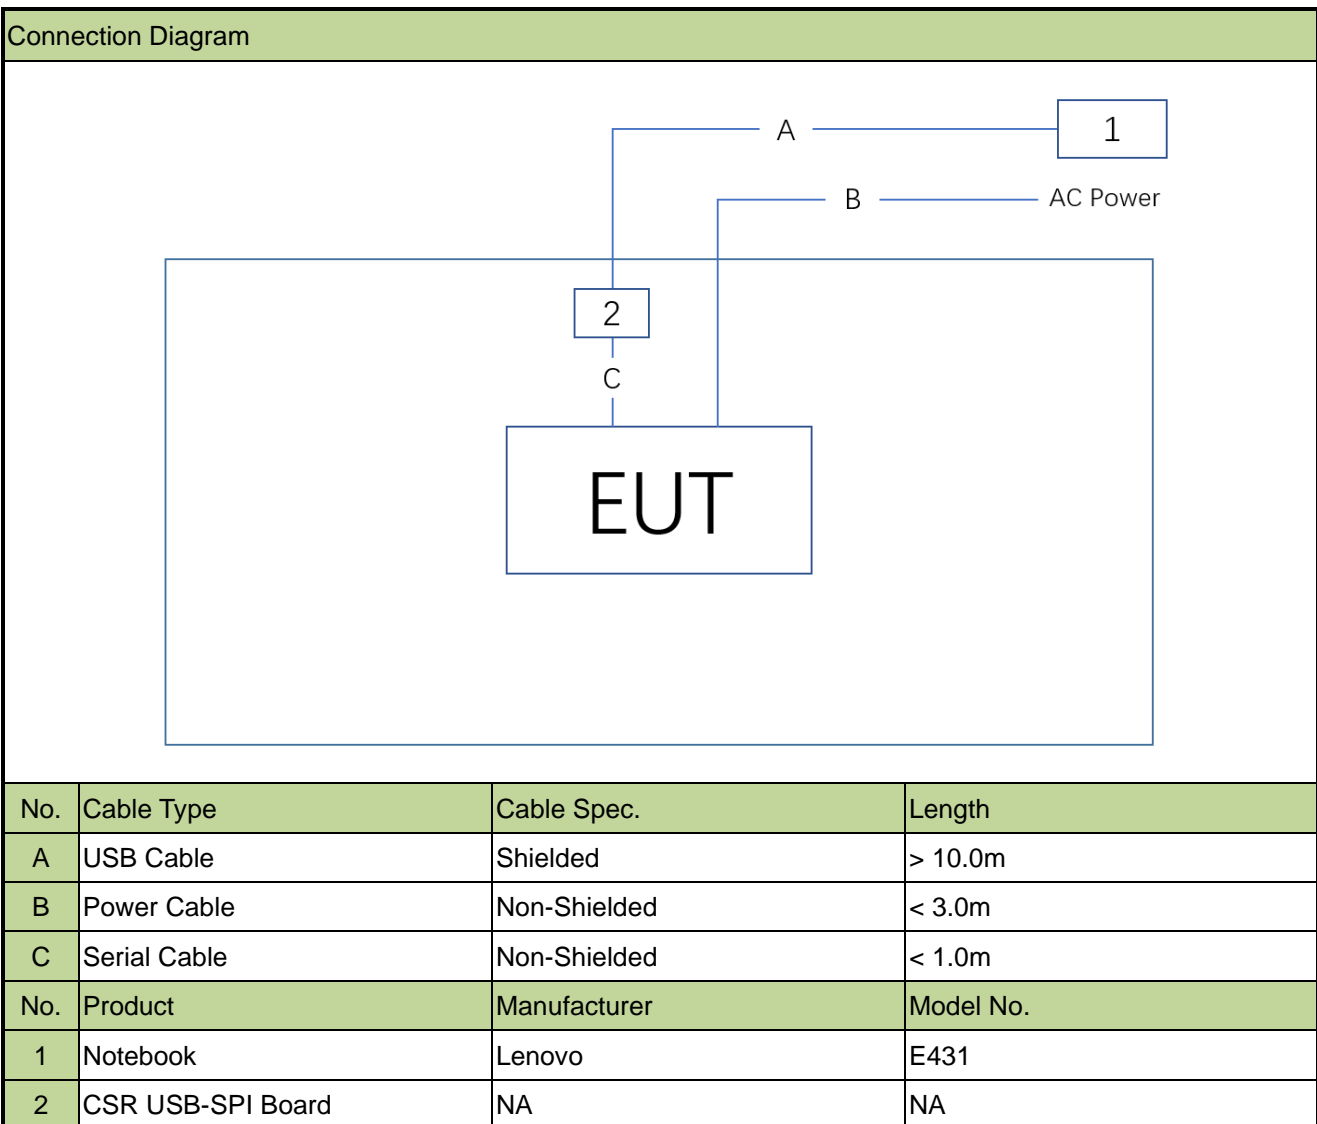 Connection Diagram
A
1
B
AC Power
2
C
EUT
No. Cable Type Cable Spec. Length
A USB Cable Shielded > 10.0m
B Power Cable Non-Shielded < 3.0m
C Serial Cable Non-Shielded < 1.0m
No. Product Manufacturer Model No.
1 Notebook Lenovo E431
2 CSR USB-SPI Board NA NA